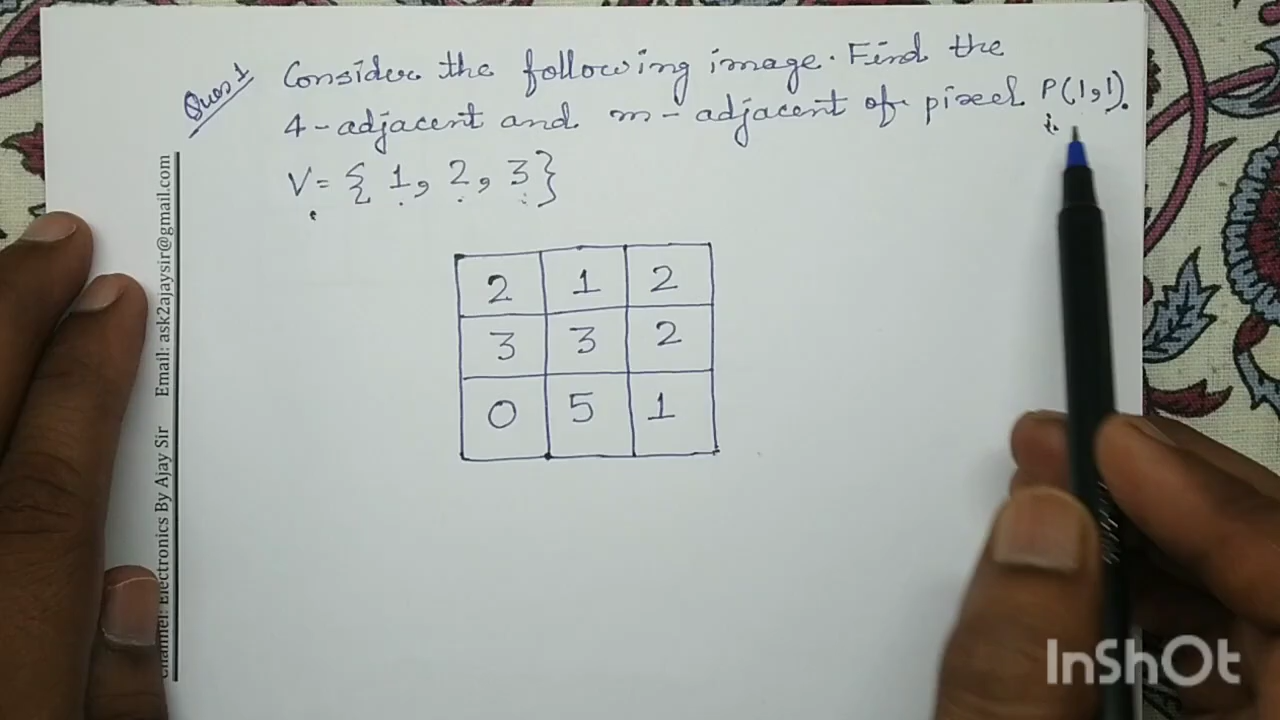 Ques 1
Consider the following image. Find the
4-adjacent and m-adjacent of pixel P(1,1).
V = { 1, 2, 3 }
2 1 2
3 3 2
0 5 1
Channel: Electronics By Ajay Sir Email: ask2ajaysir@gmail.com
InShOt